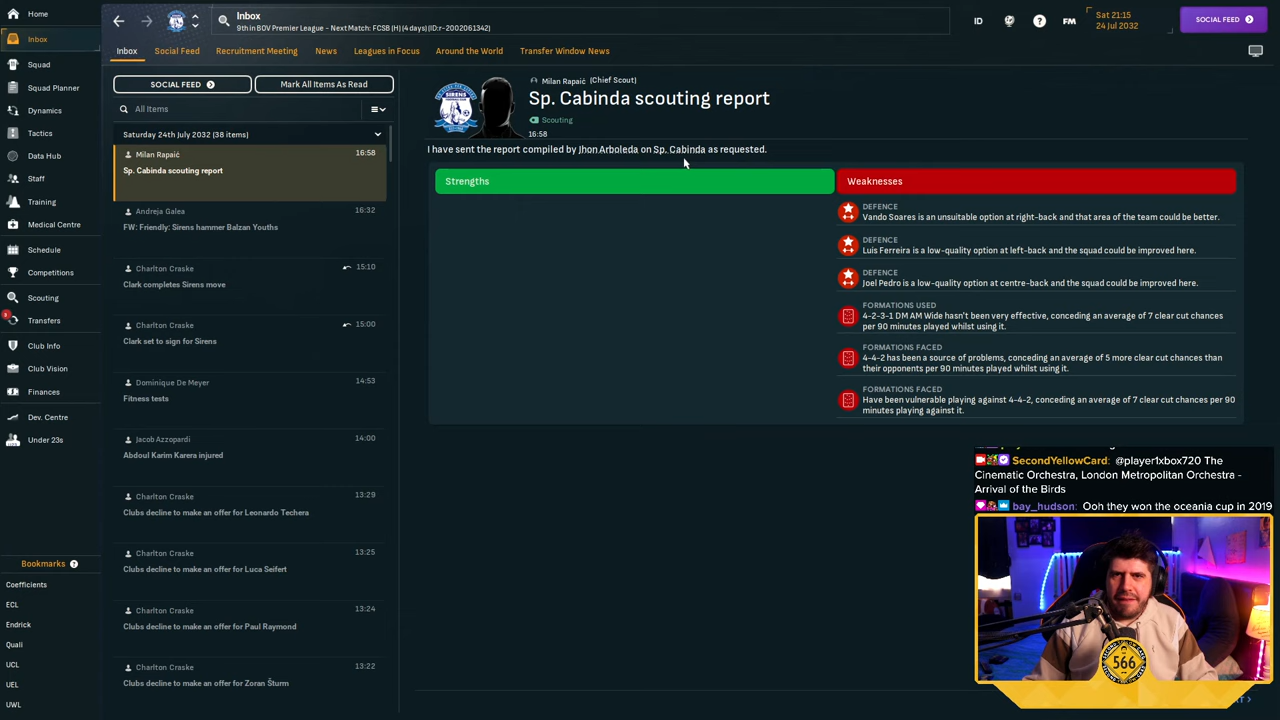 Home
Inbox
Squad
Squad Planner
Dynamics
Tactics
Data Hub
Staff
Training
Medical Centre
Schedule
Competitions
Scouting
3
Transfers
Club Info
Club Vision
Finances
Dev. Centre
Under 23s
Bookmarks ?
Coefficients
ECL
Endrick
Quali
UCL
UEL
UWL
Inbox
9th in BOV Premier League - Next Match: FCSB (H) (4 days) (ID:r-2002061342)
ID
?
FM
Sat 21:15
24 Jul 2032
SOCIAL FEED
Inbox
Social Feed
Recruitment Meeting
News
Leagues in Focus
Around the World
Transfer Window News
SOCIAL FEED
Mark All Items As Read
All Items
Saturday 24th July 2032 (38 items)
Milan Rapaić 16:58
Sp. Cabinda scouting report
Andreja Galea 16:32
FW: Friendly: Sirens hammer Balzan Youths
Charlton Craske 15:10
Clark completes Sirens move
Charlton Craske 15:00
Clark set to sign for Sirens
Dominique De Meyer 14:53
Fitness tests
Jacob Azzopardi 14:00
Abdoul Karim Karera injured
Charlton Craske 13:29
Clubs decline to make an offer for Leonardo Techera
Charlton Craske 13:25
Clubs decline to make an offer for Luca Seifert
Charlton Craske 13:24
Clubs decline to make an offer for Paul Raymond
Charlton Craske 13:22
Clubs decline to make an offer for Zoran Šturm
SIRENS
Milan Rapaić (Chief Scout)
Sp. Cabinda scouting report
Scouting
16:58
I have sent the report compiled by Jhon Arboleda on Sp. Cabinda as requested.
Strengths
Weaknesses
DEFENCE
Vando Soares is an unsuitable option at right-back and that area of the team could be better.
DEFENCE
Luís Ferreira is a low-quality option at left-back and the squad could be improved here.
DEFENCE
Joel Pedro is a low-quality option at centre-back and the squad could be improved here.
FORMATIONS USED
4-2-3-1 DM AM Wide hasn't been very effective, conceding an average of 7 clear cut chances
per 90 minutes played whilst using it.
FORMATIONS FACED
4-4-2 has been a source of problems, conceding an average of 5 more clear cut chances than
their opponents per 90 minutes played whilst using it.
FORMATIONS FACED
Have been vulnerable playing against 4-4-2, conceding an average of 7 clear cut chances per 90
minutes playing against it.
SecondYellowCard: @player1xbox720 The
Cinematic Orchestra, London Metropolitan Orchestra -
Arrival of the Birds
bay_hudson: Ooh they won the oceania cup in 2019
566